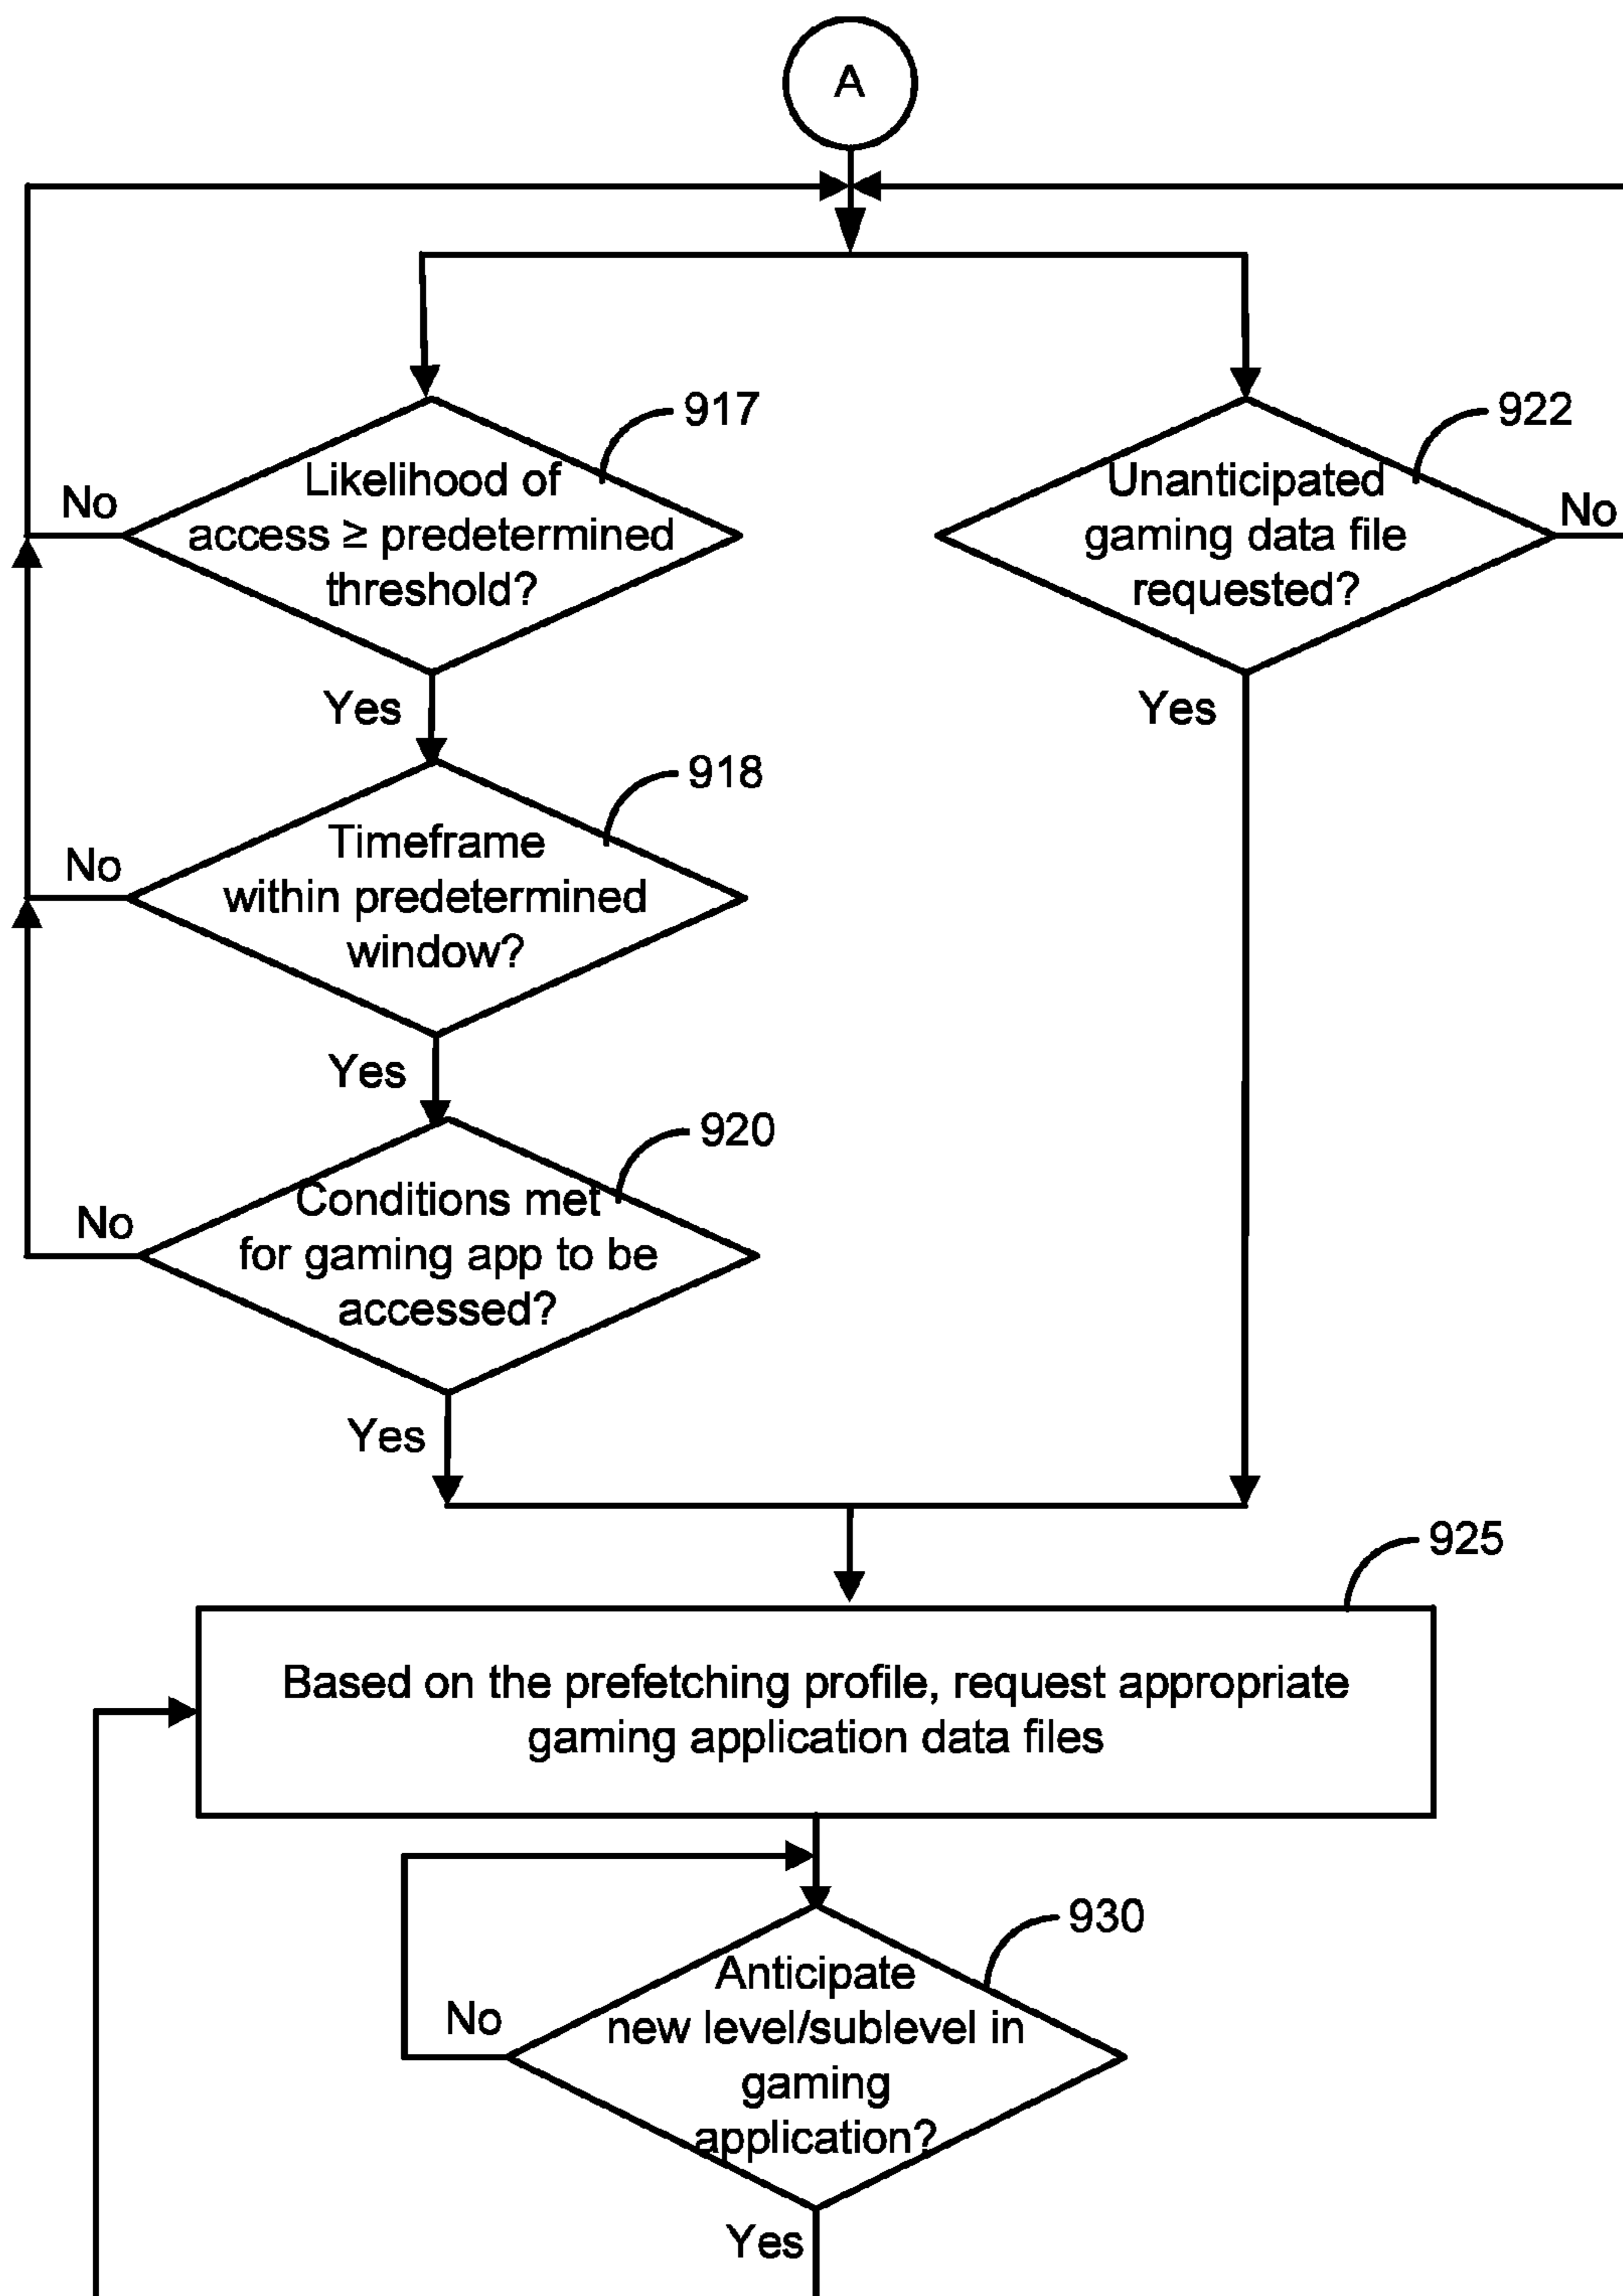 A
917
Likelihood of
access ≥ predetermined
threshold?
No
Yes
922
Unanticipated
gaming data file
requested?
No
Yes
918
Timeframe
within predetermined
window?
No
Yes
920
Conditions met
for gaming app to be
accessed?
No
Yes
925
Based on the prefetching profile, request appropriate
gaming application data files
930
Anticipate
new level/sublevel in
gaming
application?
No
Yes